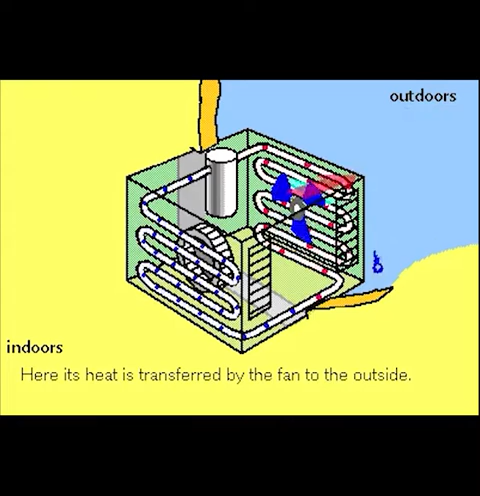 outdoors
indoors
Here its heat is transferred by the fan to the outside.